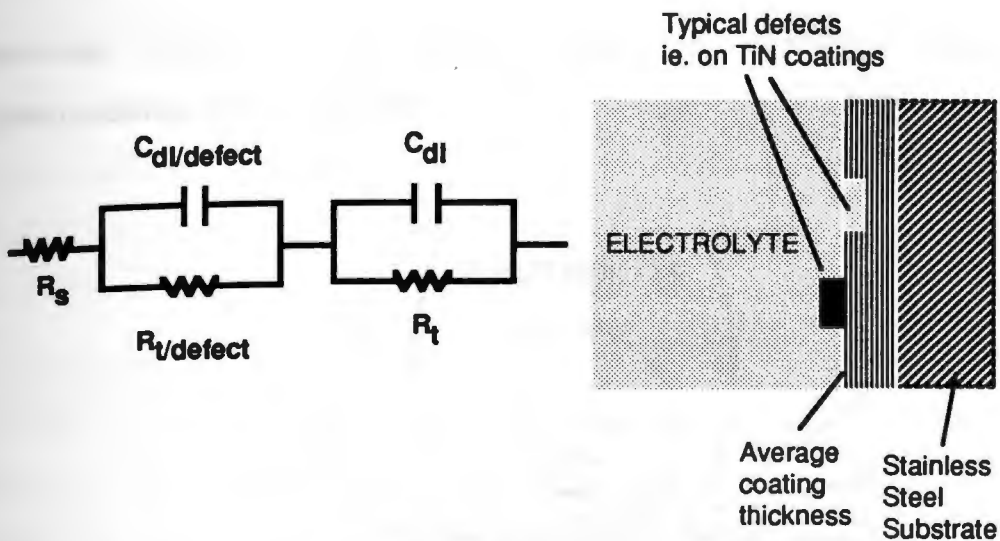 Typical defects
ie. on TiN coatings
Cdl/defect
Cdl
ELECTROLYTE
Rs
Rt/defect
Rt
Average
coating
thickness
Stainless
Steel
Substrate